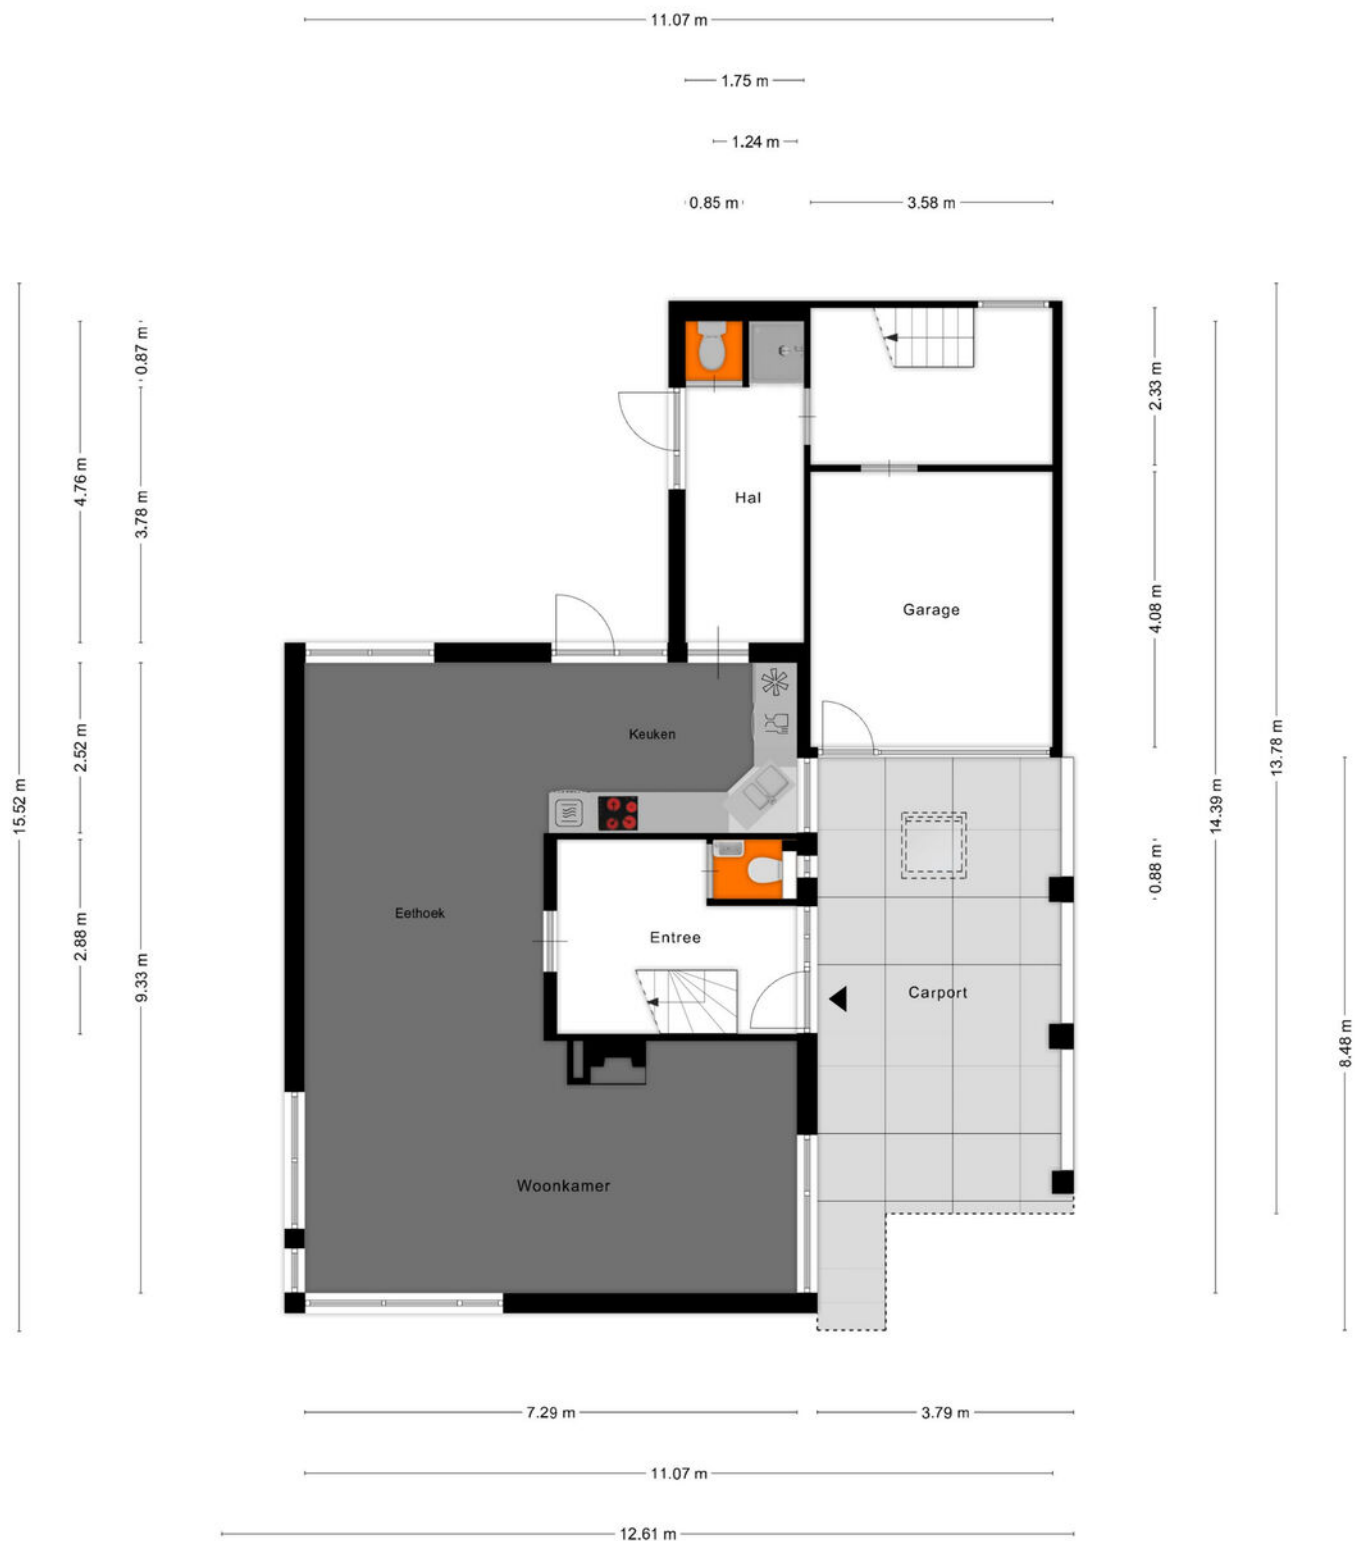 11.07 m
1.75 m
1.24 m
0.85 m
3.58 m
0.87 m
2.33 m
4.76 m
3.78 m
Hal
4.08 m
Garage
2.52 m
Keuken
13.78 m
15.52 m
14.39 m
0.88 m
Eethoek
2.88 m
Entree
9.33 m
Carport
8.48 m
Woonkamer
7.29 m
3.79 m
11.07 m
12.61 m